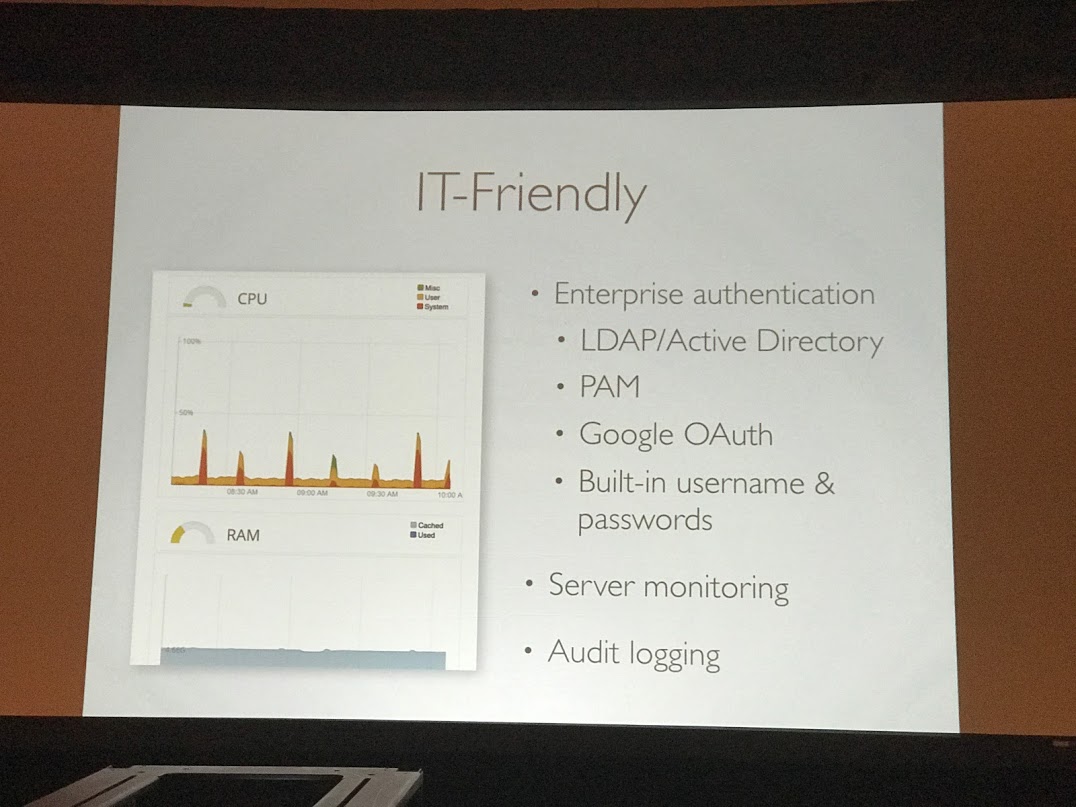 IT-Friendly
CPU
Misc
User
System
100%
50%
08:30 AM
09:00 AM
09:30 AM
10:00 A
RAM
Cached
Used
• Enterprise authentication
• LDAP/Active Directory
• PAM
• Google OAuth
• Built-in username &
passwords
• Server monitoring
• Audit logging